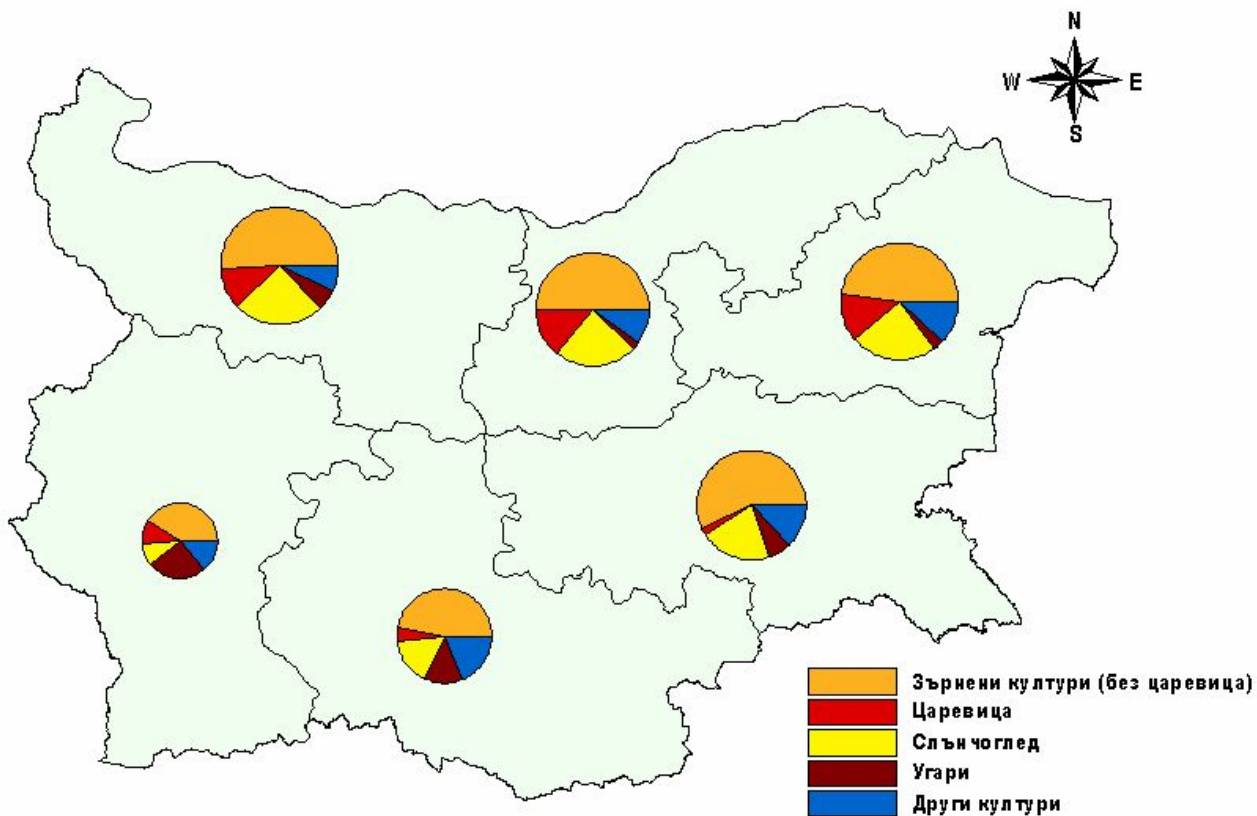 N
W E
S
Зърнени култури (без царевица)
Царевица
Слънчоглед
Угари
Други култури